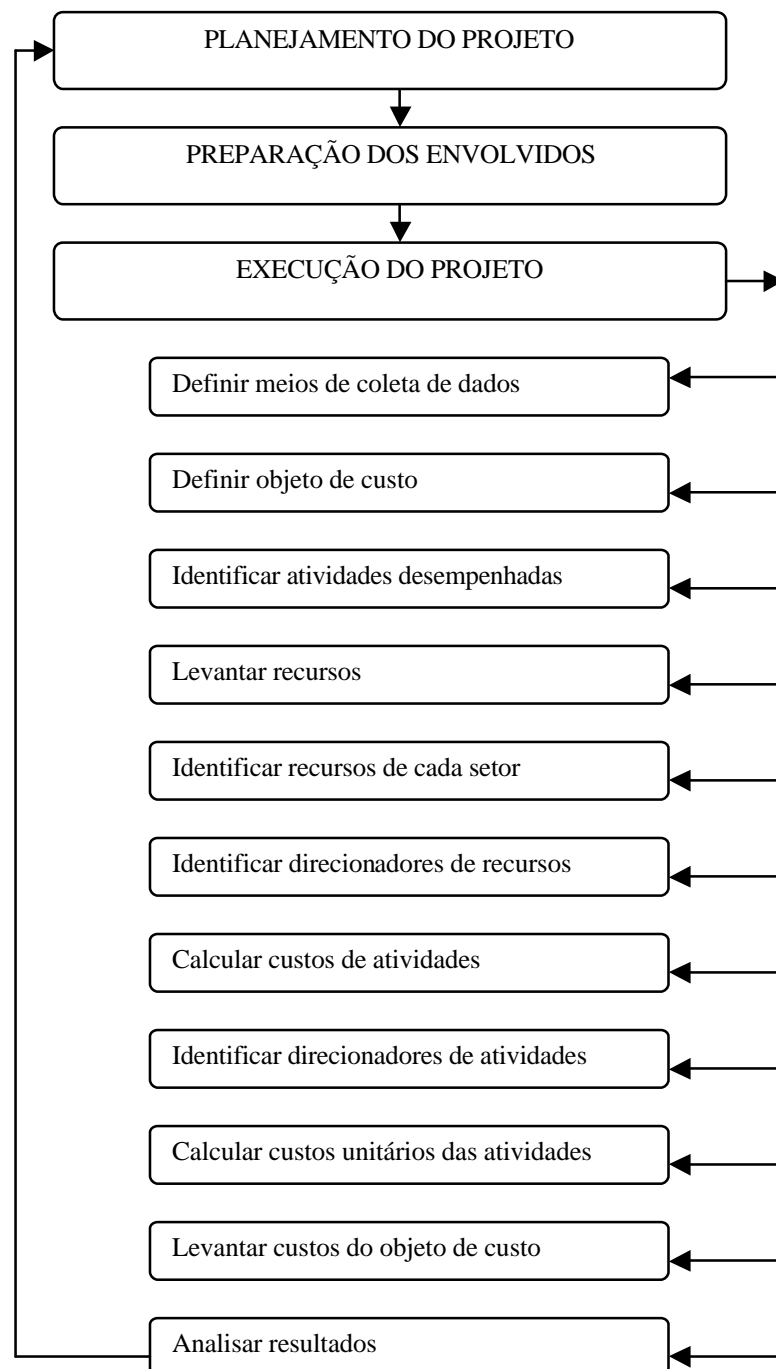 PLANEJAMENTO DO PROJETO
PREPARAÇÃO DOS ENVOLVIDOS
EXECUÇÃO DO PROJETO
Definir meios de coleta de dados
Definir objeto de custo
Identificar atividades desempenhadas
Levantar recursos
Identificar recursos de cada setor
Identificar direcionadores de recursos
Calcular custos de atividades
Identificar direcionadores de atividades
Calcular custos unitários das atividades
Levantar custos do objeto de custo
Analisar resultados